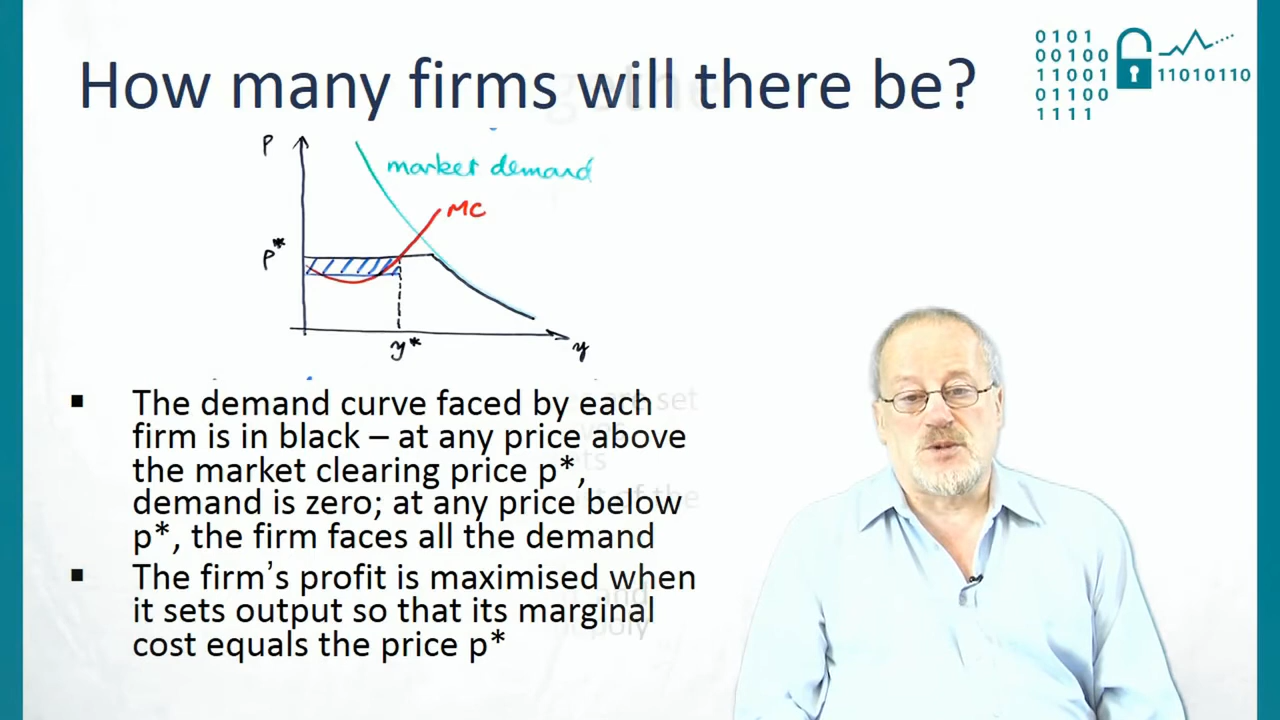 How many firms will there be?
0101
00100
11001
01100
1111
11010110
P
market demand
MC
P*
y*
y
The demand curve faced by each
firm is in black – at any price above
the market clearing price p*,
demand is zero; at any price below
p*, the firm faces all the demand
The firm’s profit is maximised when
it sets output so that its marginal
cost equals the price p*